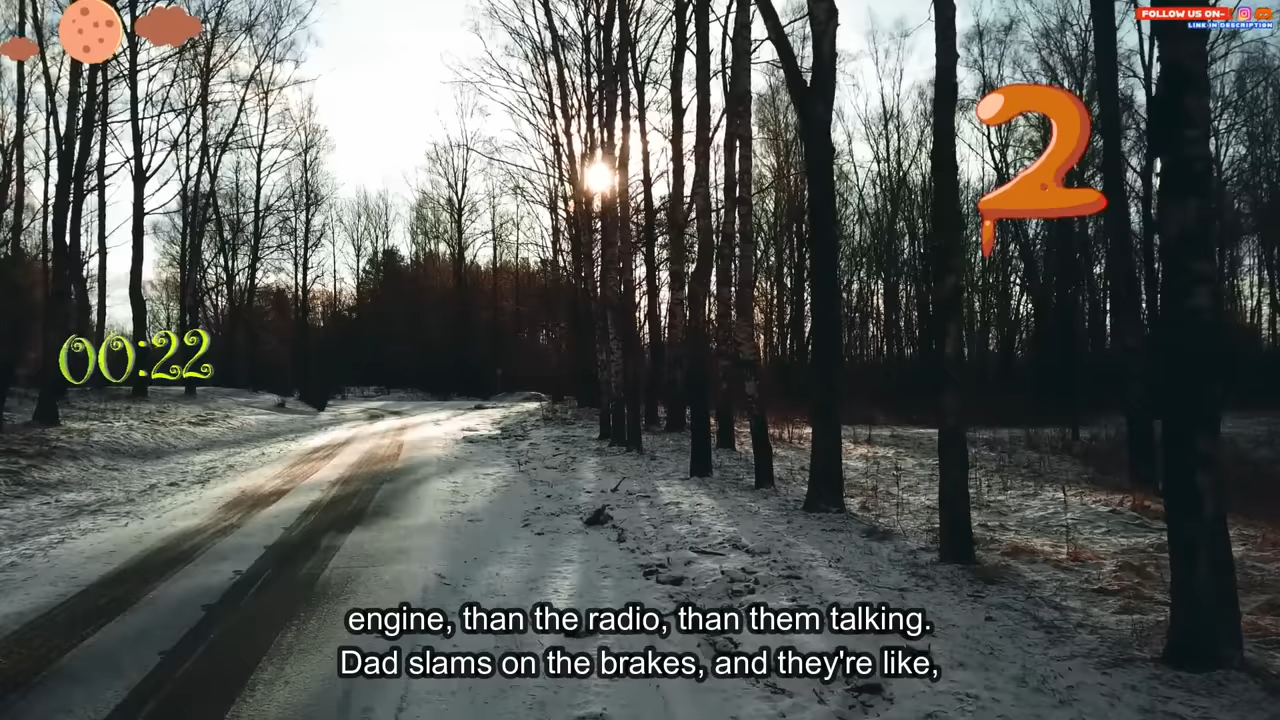 FOLLOW US ON-
LINK IN DESCRIPTION
2
00:22
engine, than the radio, than them talking.
Dad slams on the brakes, and they're like,